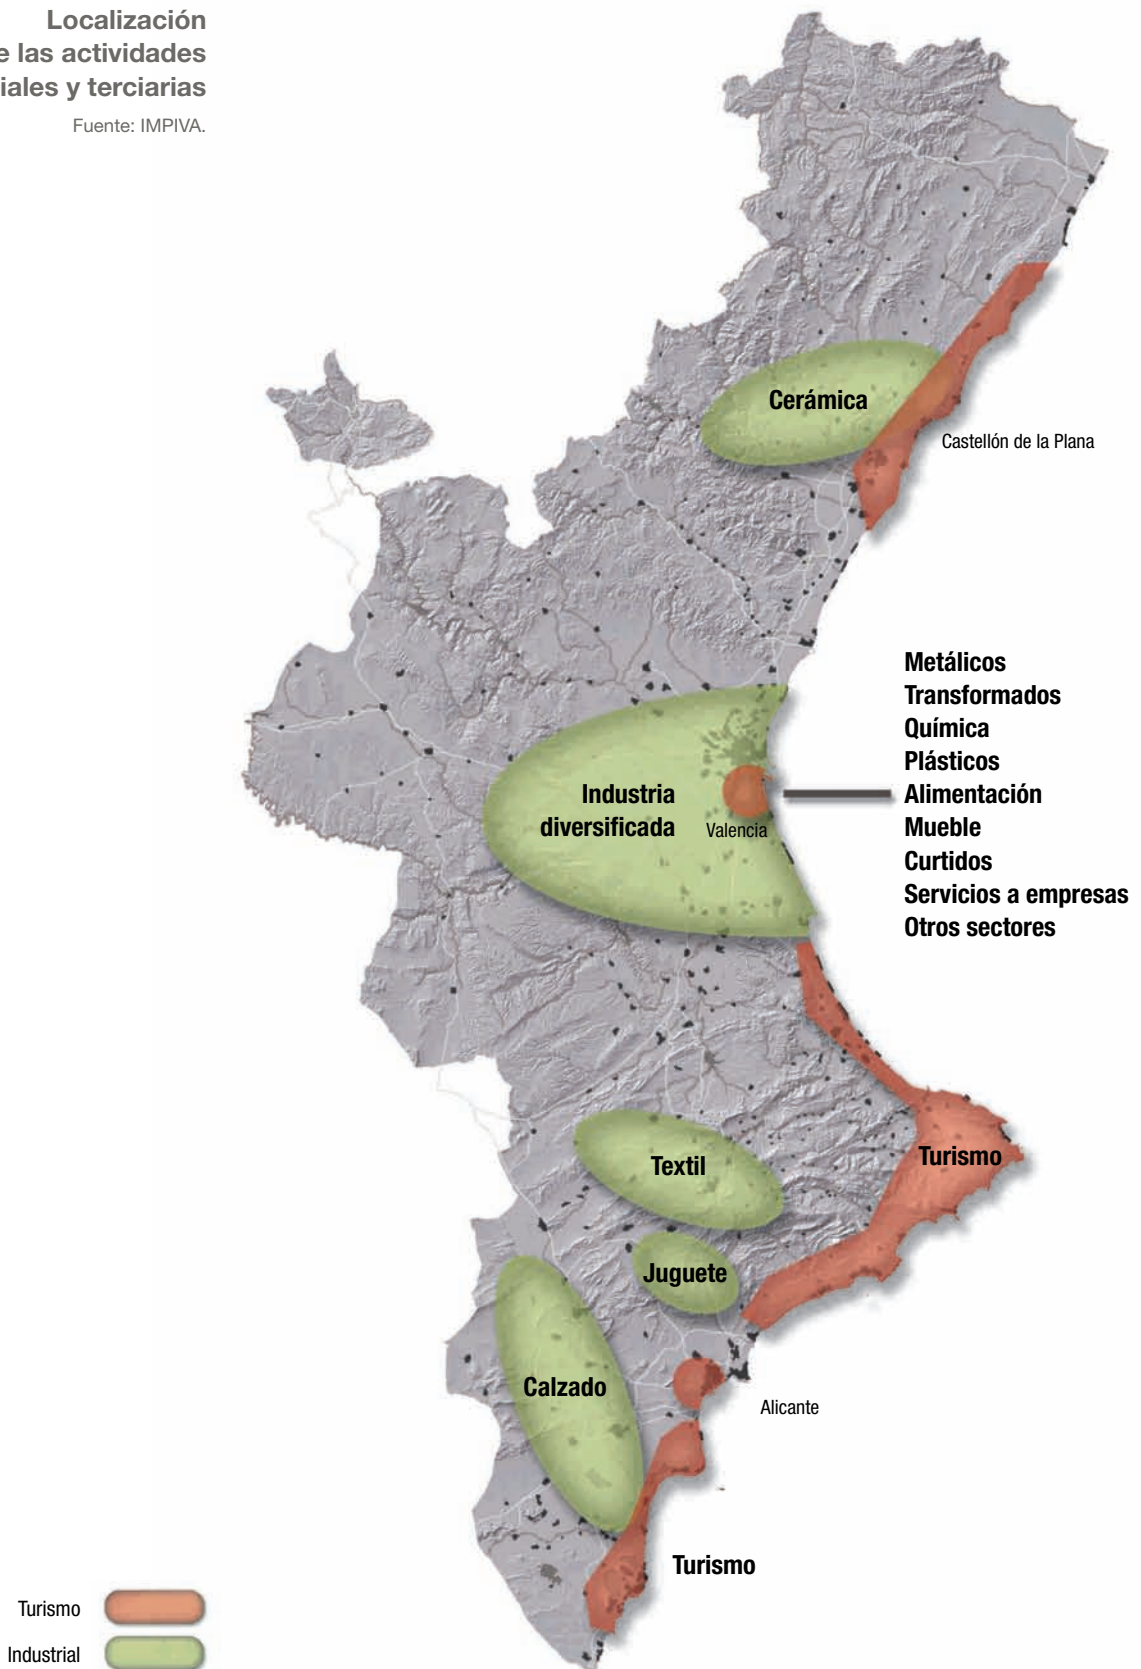 Localización
e las actividades
iales y terciarias
Fuente: IMPIVA.
Cerámica
Castellón de la Plana
Metálicos
Transformados
Química
Plásticos
Alimentación
Mueble
Curtidos
Servicios a empresas
Otros sectores
Industria
diversificada
Valencia
Turismo
Textil
Juguete
Calzado
Alicante
Turismo
Turismo
Industrial